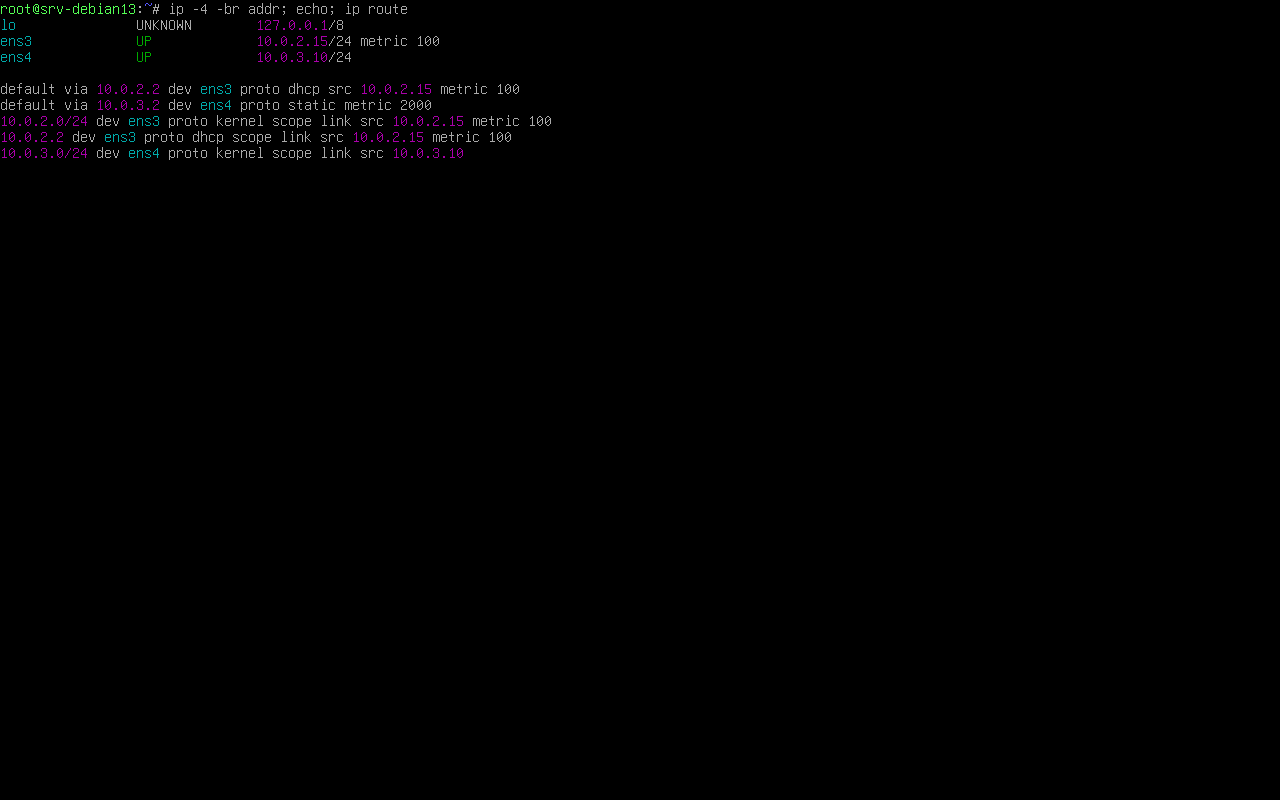 root@srv-debian13:~# ip -4 -br addr; echo; ip route
lo               UNKNOWN        127.0.0.1/8
ens3             UP             10.0.2.15/24 metric 100
ens4             UP             10.0.3.10/24

default via 10.0.2.2 dev ens3 proto dhcp src 10.0.2.15 metric 100
default via 10.0.3.2 dev ens4 proto static metric 2000
10.0.2.0/24 dev ens3 proto kernel scope link src 10.0.2.15 metric 100
10.0.2.2 dev ens3 proto dhcp scope link src 10.0.2.15 metric 100
10.0.3.0/24 dev ens4 proto kernel scope link src 10.0.3.10